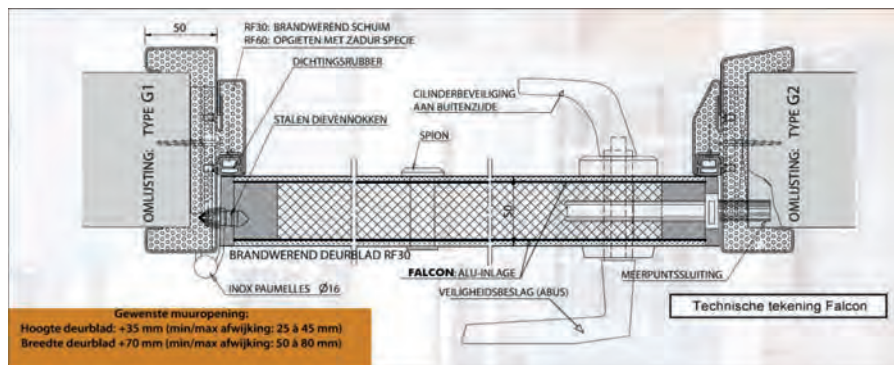 50
RF30: BRANDWEREND SCHUIM
RF60: OPGIETEN MET ZADUR SPECIE
DICHTINGSRUBBER
STALEN DIEVENNOKKEN
SPION
CILINDERBEVEILIGING
AAN BUITENZIJDE
OMLIJSTING: TYPE G1
OMLIJSTING: TYPE G2
50
BRANDWEREND DEURBLAD RF30
INOX PAUMELLES Ø16
FALCON: ALU-INLAGE
VEILIGHEIDSBESLAG (ABUS)
MEERPUNTSSLUITING
Technische tekening Falcon
Gewenste muuropening:
Hoogte deurblad: +35 mm (min/max afwijking: 25 à 45 mm)
Breedte deurblad +70 mm (min/max afwijking: 50 à 80 mm)